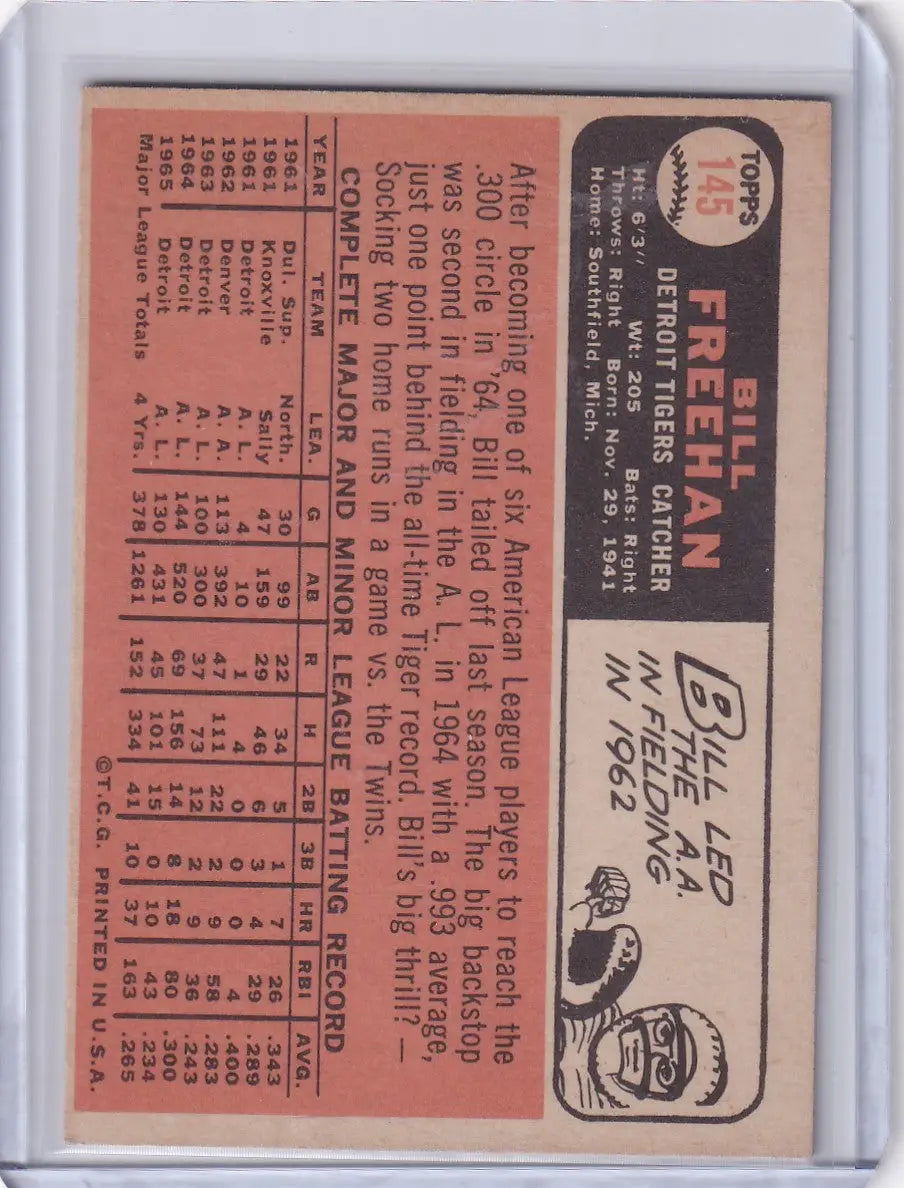 TOPPS
145
BILL
FREEHAN
DETROIT TIGERS CATCHER
Ht: 6'3" Wt: 205 Bats: Right
Throws: Right Born: Nov. 29, 1941
Home: Southfield, Mich.
BILL LED
THE A.A.
IN FIELDING
IN 1962
After becoming one of six American League players to reach the
.300 circle in '64, Bill tailed off last season. The big backstop
was second in fielding in the A. L. in 1964 with a .993 average,
just one point behind the all-time Tiger record. Bill's big thrill?—
Socking two home runs in a game vs. the Twins.
COMPLETE MAJOR AND MINOR LEAGUE BATTING RECORD
YEAR TEAM LEA. G AB R H 2B 3B HR RBI AVG.
1961 Dul. Sup. North. 30 99 22 34 5 1 7 26 .343
1961 Knoxville Sally 47 159 29 46 6 3 4 29 .289
1961 Detroit A. L. 4 10 1 4 0 0 0 4 .400
1962 Denver A. A. 113 392 47 111 22 2 9 58 .283
1963 Detroit A. L. 100 300 37 73 12 2 9 36 .243
1964 Detroit A. L. 144 520 69 156 14 8 18 80 .300
1965 Detroit A. L. 130 431 45 101 15 0 10 43 .234
Major League Totals 4 Yrs. 378 1261 152 334 41 10 37 163 .265
©T.C.G. PRINTED IN U.S.A.